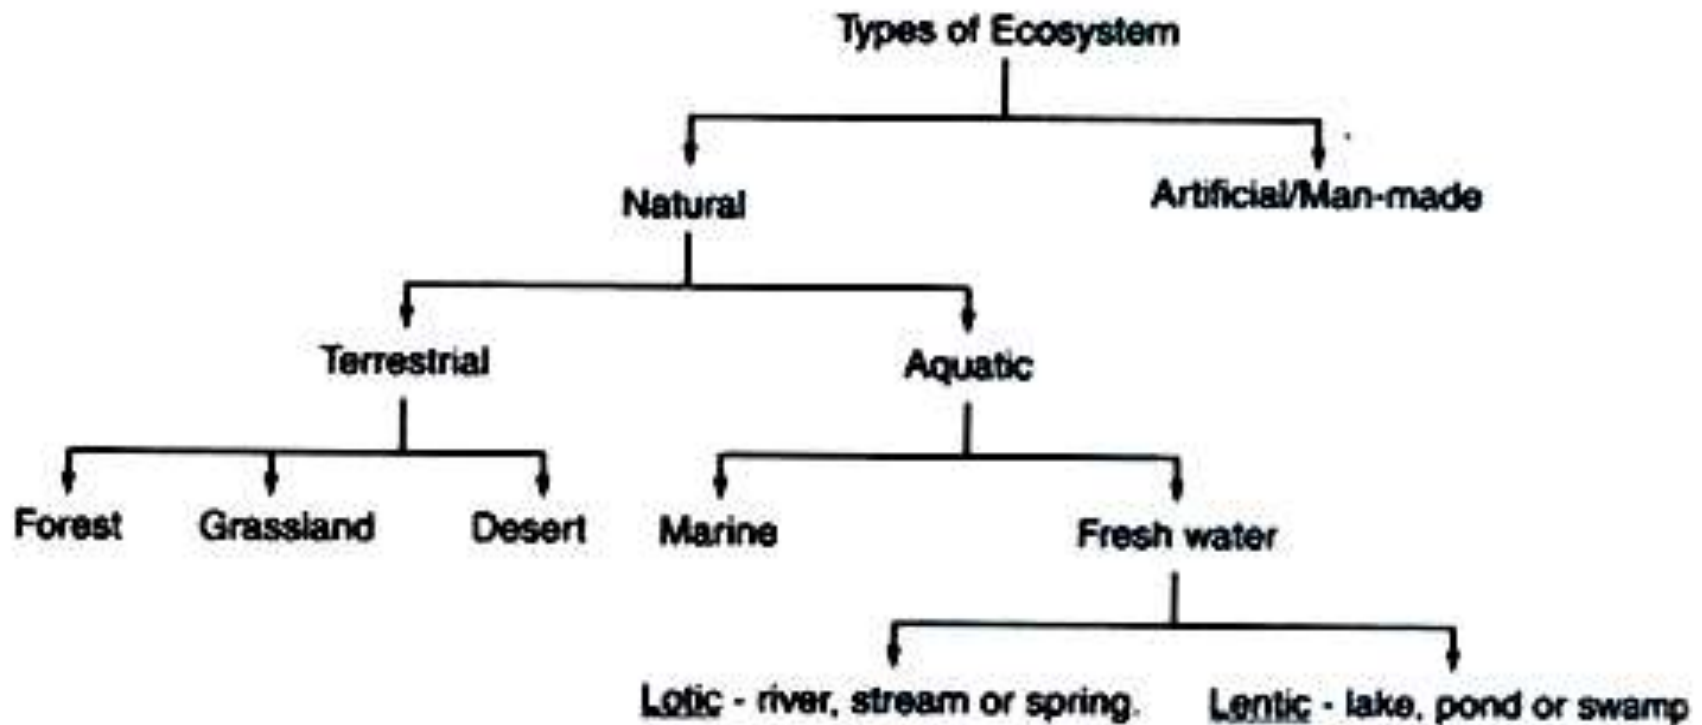 Types of Ecosystem
Natural
Artificial/Man-made
Terrestrial
Aquatic
Forest
Grassland
Desert
Marine
Fresh water
Lotic - river, stream or spring.
Lentic - lake, pond or swamp